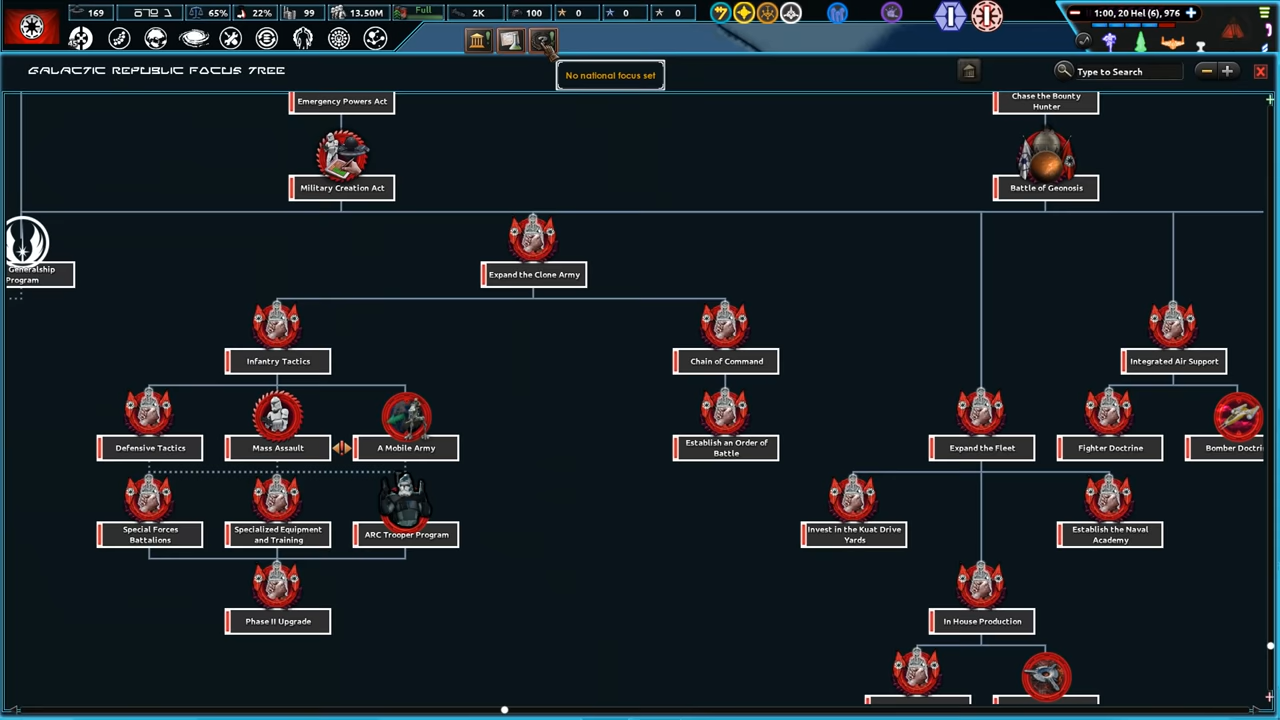 169
65%
22%
99
13.50M
Full
2K
100
0
0
0
1:00, 20 Hel (6), 976
GALACTIC REPUBLIC FOCUS TREE
No national focus set
Type to Search
Emergency Powers Act
Chase the Bounty
Hunter
Military Creation Act
Battle of Geonosis
Generalship
Program
Expand the Clone Army
Infantry Tactics
Chain of Command
Integrated Air Support
Defensive Tactics
Mass Assault
A Mobile Army
Establish an Order of
Battle
Expand the Fleet
Fighter Doctrine
Bomber Doctri
Special Forces
Battalions
Specialized Equipment
and Training
ARC Trooper Program
Invest in the Kuat Drive
Yards
Establish the Naval
Academy
Phase II Upgrade
In House Production